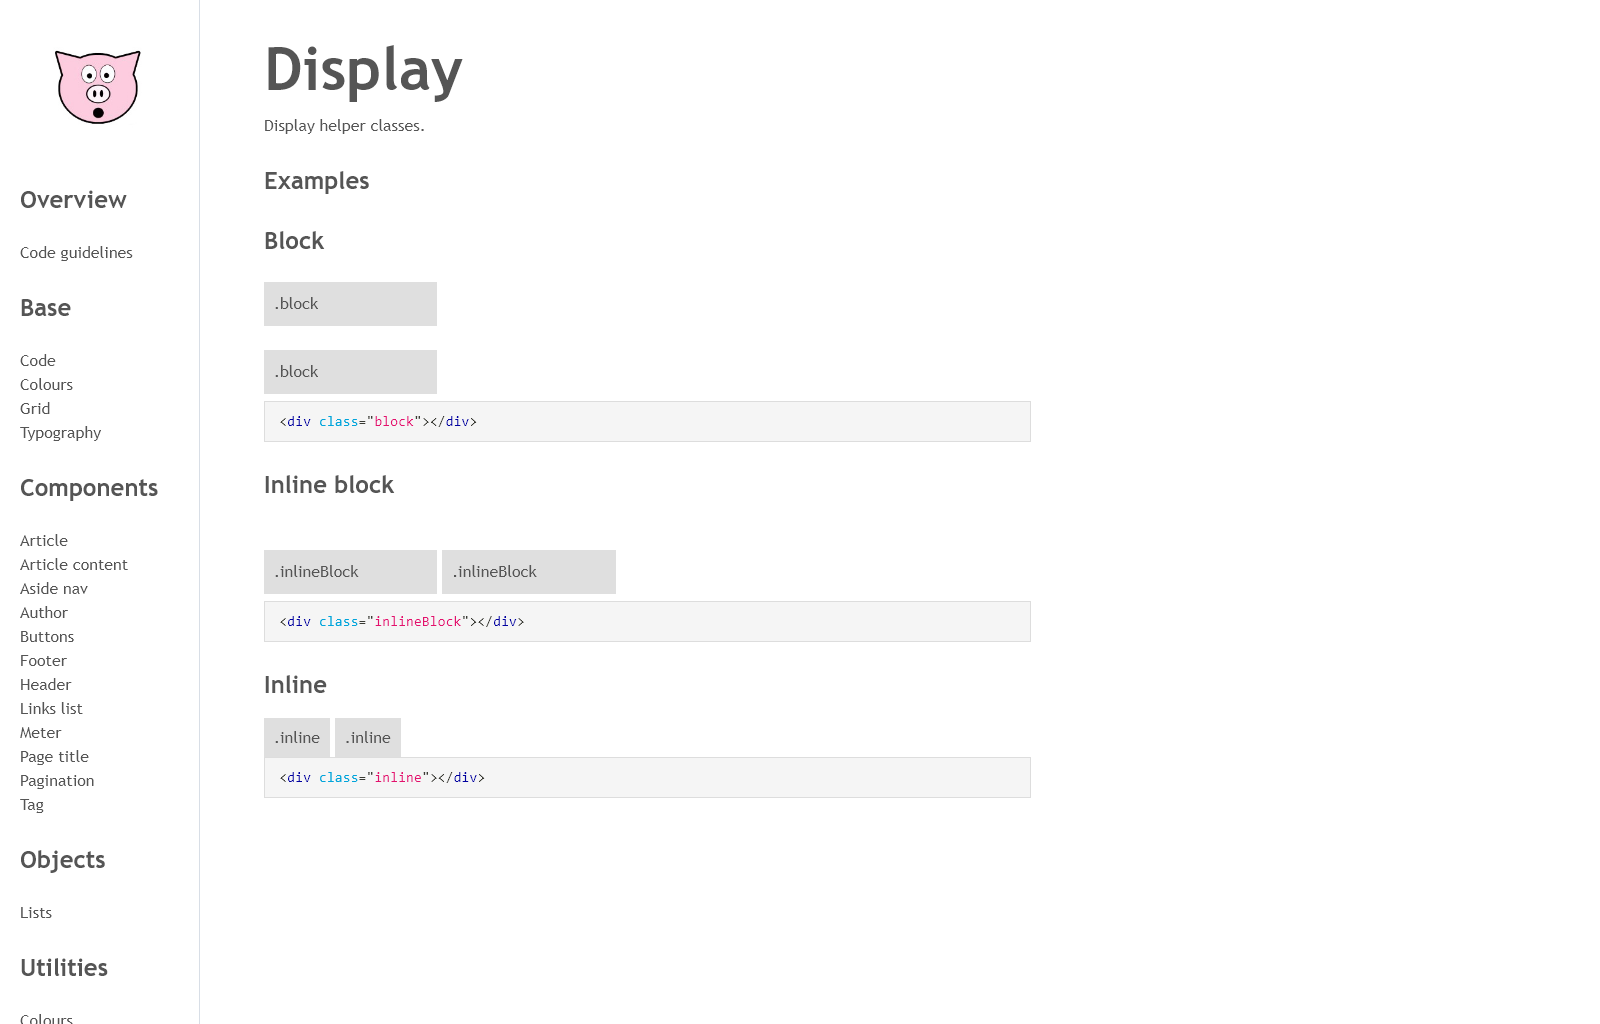 Overview
Code guidelines
Base
Code
Colours
Grid
Typography
Components
Article
Article content
Aside nav
Author
Buttons
Footer
Header
Links list
Meter
Page title
Pagination
Tag
Objects
Lists
Utilities
Colours
Display
Display helper classes.
Examples
Block
.block
.block
<div class="block"></div>
Inline block
.inlineBlock .inlineBlock
<div class="inlineBlock"></div>
Inline
.inline .inline
<div class="inline"></div>